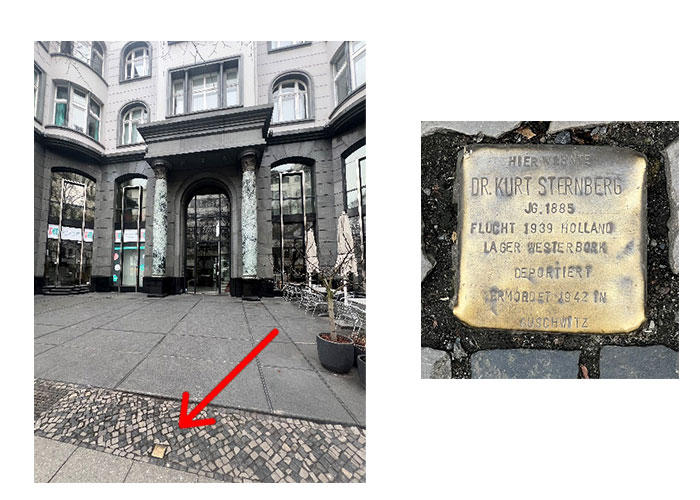 HIER WOHNTE
DR. KURT STERNBERG
JG. 1885
FLUCHT 1939 HOLLAND
LAGER WESTERBORK
DEPORTIERT
ERMORDET 1942 IN
AUSCHWITZ